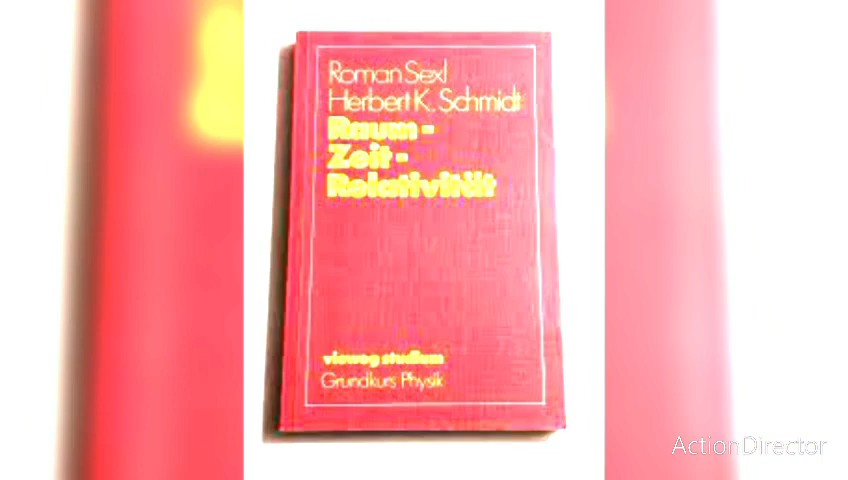 Roman Sexl
Herbert K. Schmidt
Raum-
Zeit-
Relativität
vieweg studium
Grundkurs Physik
ActionDirector